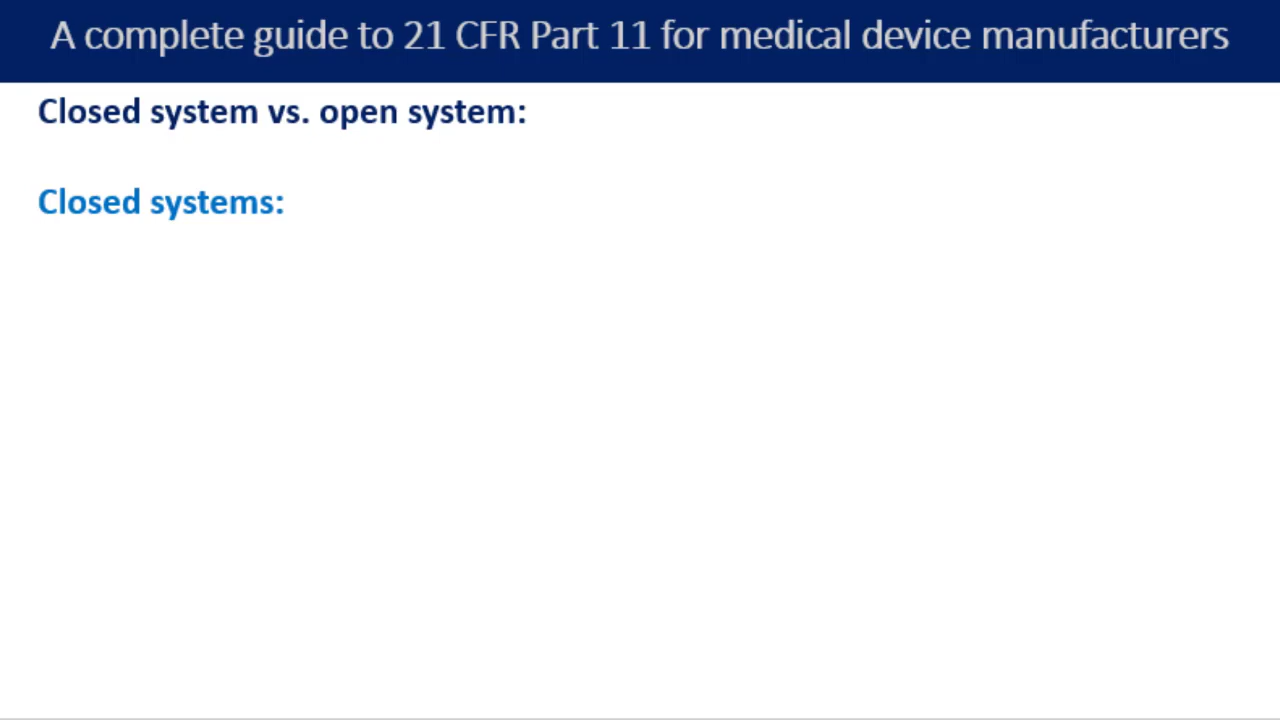 A complete guide to 21 CFR Part 11 for medical device manufacturers
Closed system vs. open system:
Closed systems: